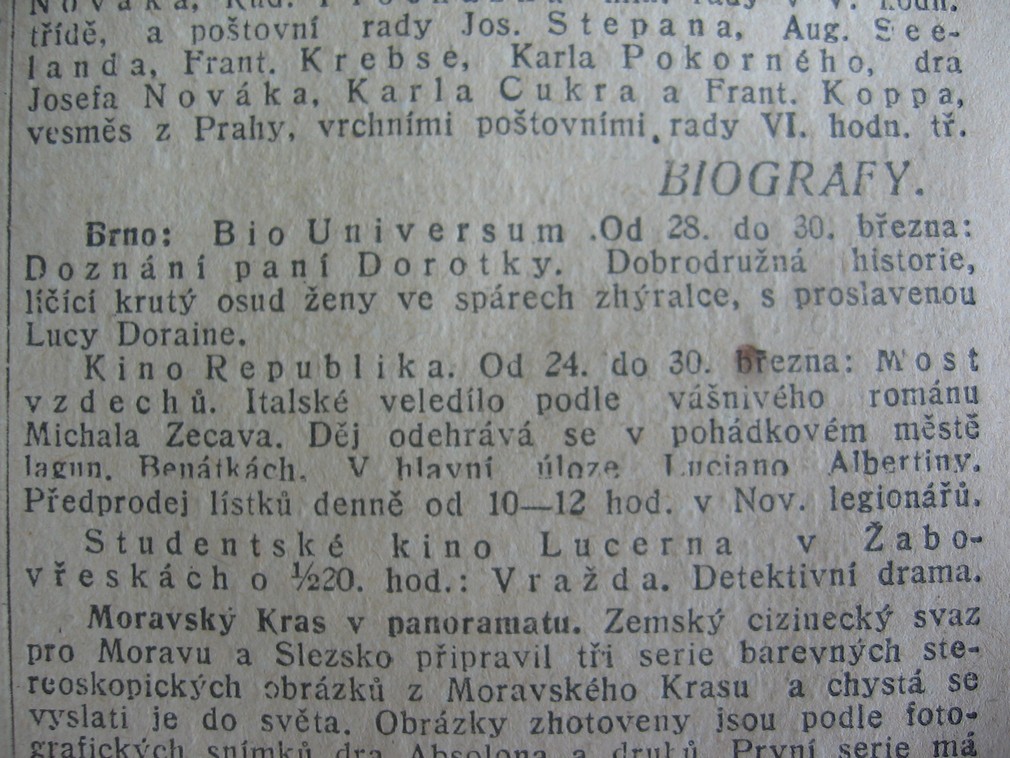 Nováka, Rud.
třídě, a poštovní rady Jos. Stepana, Aug. See-
landa, Frant. Krebse, Karla Pokorného, dra
Josefa Nováka, Karla Cukra a Frant. Koppa,
vesměs z Prahy, vrchními poštovními rady VI. hodn. tř.
BIOGRAFY.
Brno: Bio Universum .Od 28. do 30. března:
Doznání paní Dorotky. Dobrodružná historie,
líčící krutý osud ženy ve spárech zhýralce, s proslavenou
Lucy Doraine.
Kino Republika. Od 24. do 30. března: Most
vzdechů. Italské veledílo podle vášnivého románu
Michala Zecava. Děj odehrává se v pohádkovém městě
lagun, Benátkách. V hlavní úloze Luciano Albertiny.
Předprodej lístků denně od 10—12 hod. v Nov. legionářů.
Studentské kino Lucerna v Žabo-
vřeskách o ½20. hod.: Vražda. Detektivní drama.
Moravský Kras v panoramatu. Zemský cizinecký svaz
pro Moravu a Slezsko připravil tři serie barevných ste-
reoskopických obrázků z Moravského Krasu a chystá se
vyslati je do světa. Obrázky zhotoveny jsou podle foto-
grafických snímků dra Absolona a druků. První serie má